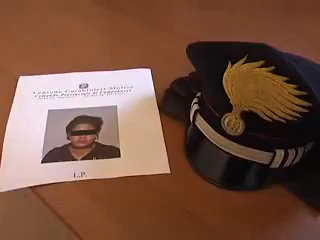 Legione Carabinieri Molise
Comando Provinciale di Campobasso
L.P.